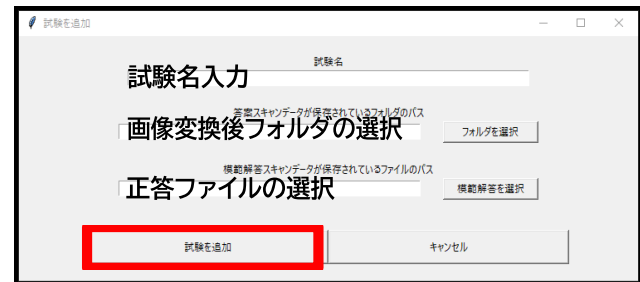 試験を追加
試験名
試験名入力
答案スキャンデータが保存されているフォルダのパス
画像変換後フォルダの選択
フォルダを選択
模範解答スキャンデータが保存されているファイルのパス
正答ファイルの選択
模範解答を選択
試験を追加
キャンセル